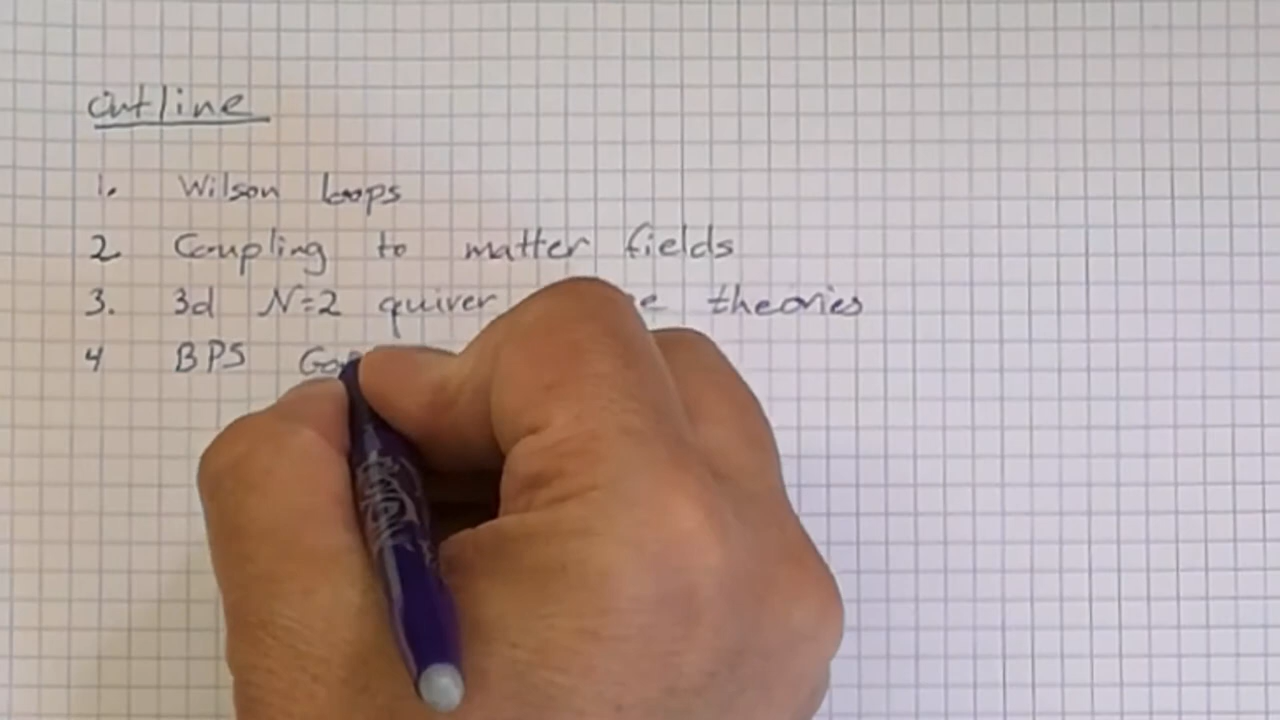 Outline
1. Wilson loops
2 Coupling to matter fields
3. 3d N=2 quiver theories
4 BPS